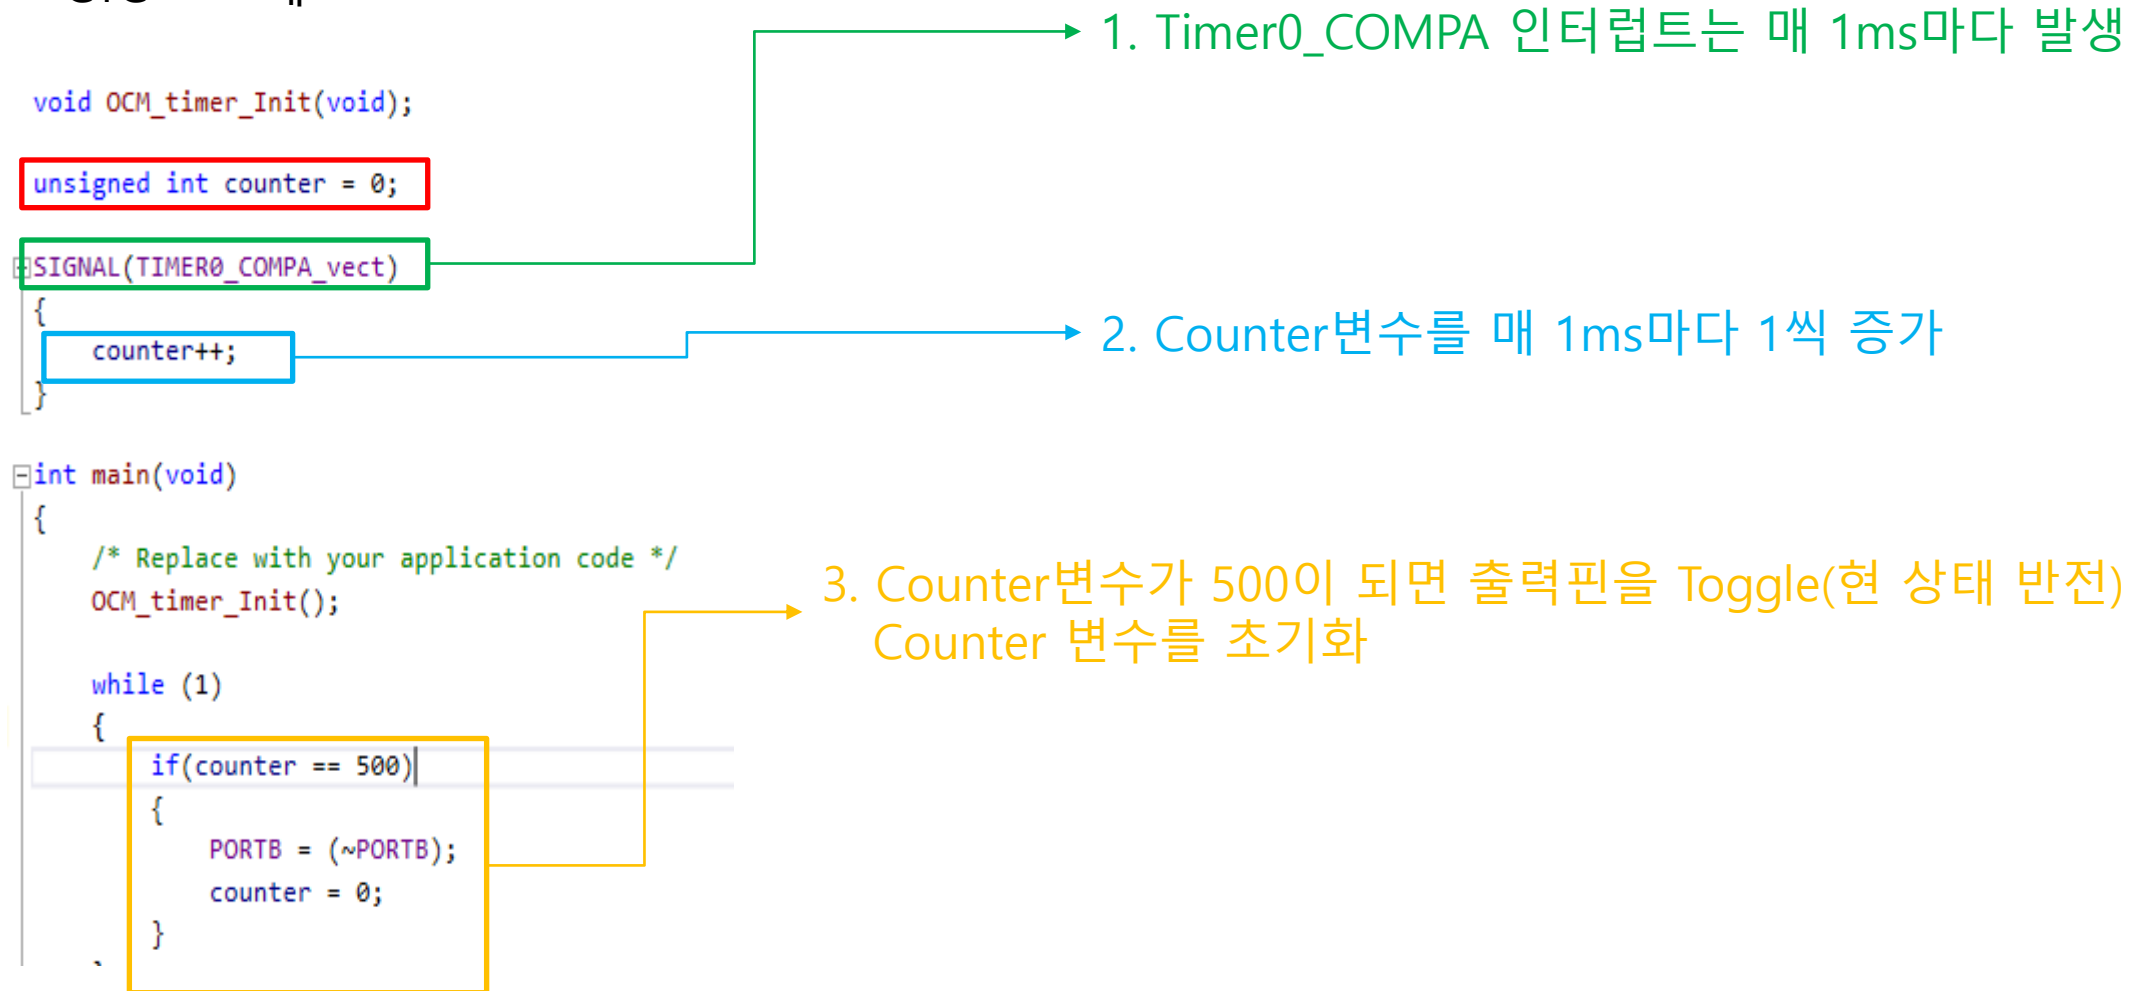 1. Timer0_COMPA 인터럽트는 매 1ms마다 발생
void OCM_timer_Init(void);
unsigned int counter = 0;
SIGNAL(TIMER0_COMPA_vect)
{
counter++;
}
2. Counter변수를 매 1ms마다 1씩 증가
int main(void)
{
/* Replace with your application code */
OCM_timer_Init();
3. Counter변수가 500이 되면 출력핀을 Toggle(현 상태 반전)
Counter 변수를 초기화
while (1)
{
if(counter == 500)
{
PORTB = (~PORTB);
counter = 0;
}